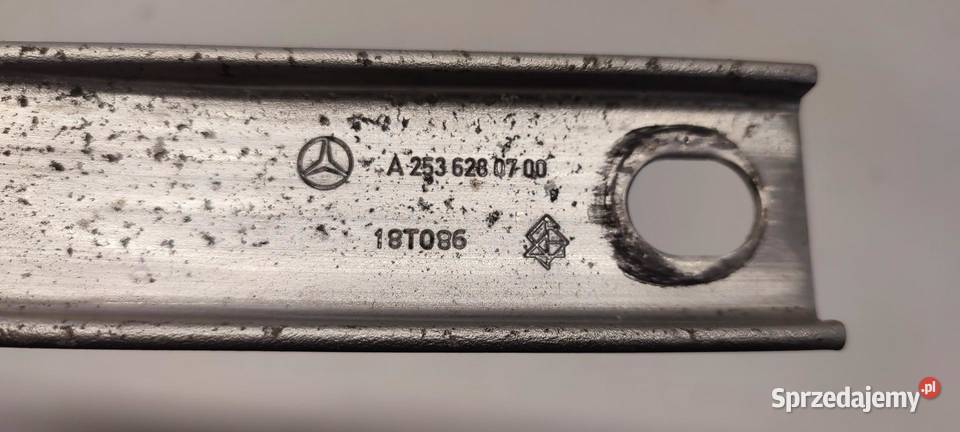 A 253 628 07 00
18T086
Sprzedajemy.pl